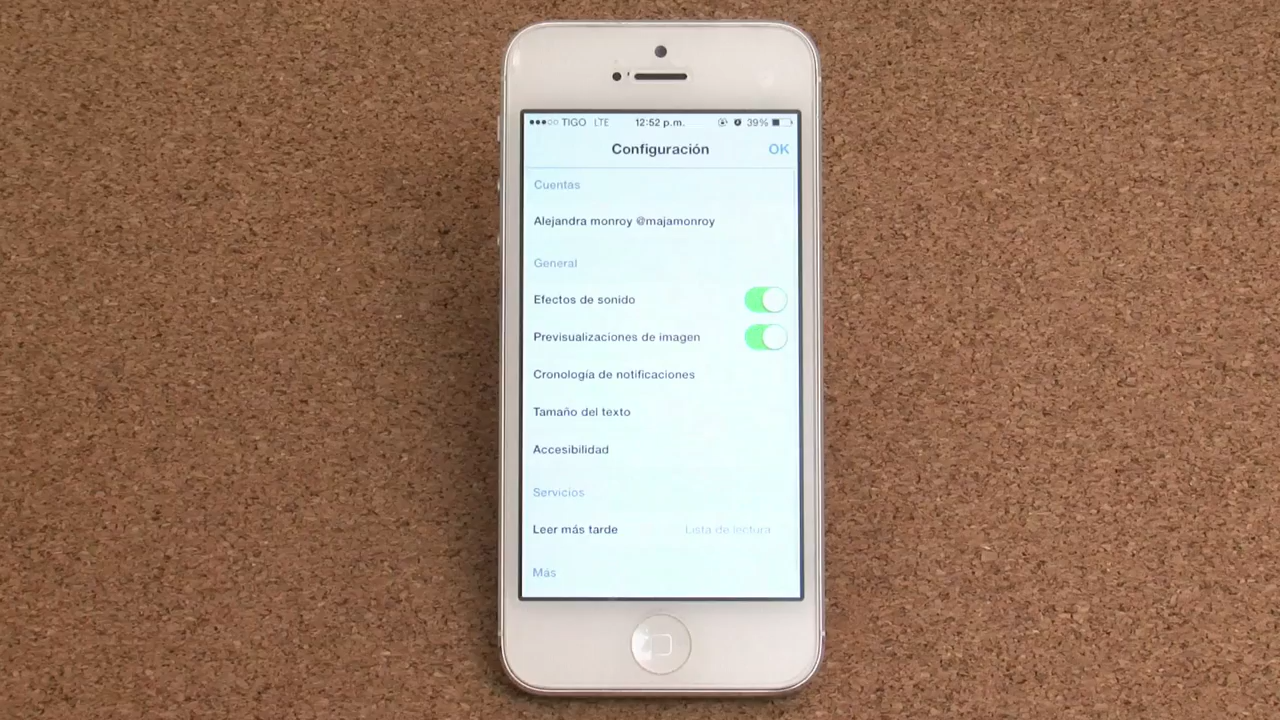 TIGO LTE 12:52 p.m. 39%
Configuración OK
Cuentas
Alejandra monroy @majamonroy
General
Efectos de sonido
Previsualizaciones de imagen
Cronología de notificaciones
Tamaño del texto
Accesibilidad
Servicios
Leer más tarde Lista de lectura
Más